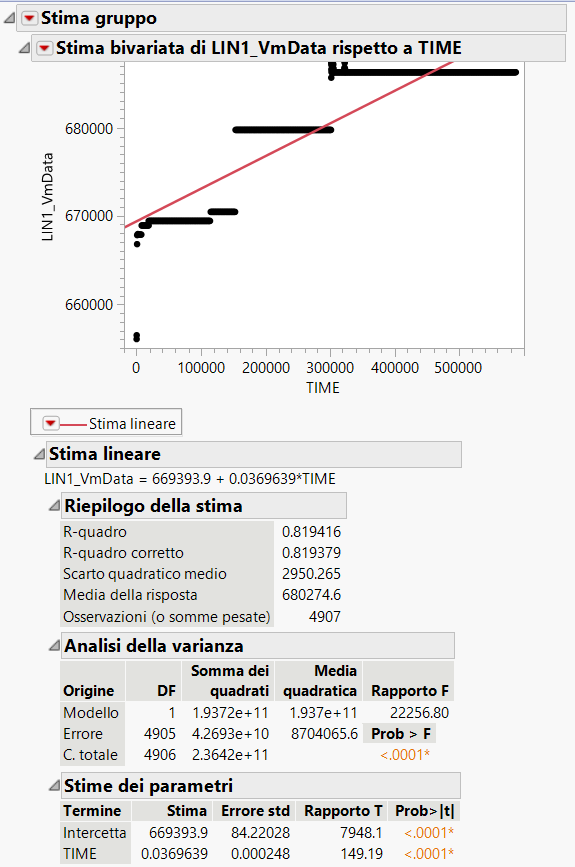 Stima gruppo
Stima bivariata di LIN1_VmData rispetto a TIME
680000
670000
660000
LIN1_VmData
0 100000 200000 300000 400000 500000
TIME
Stima lineare
Stima lineare
LIN1_VmData = 669393.9 + 0.0369639*TIME
Riepilogo della stima
R-quadro 0.819416
R-quadro corretto 0.819379
Scarto quadratico medio 2950.265
Media della risposta 680274.6
Osservazioni (o somme pesate) 4907
Analisi della varianza
Somma dei Media
Origine DF quadrati quadratica Rapporto F
Modello 1 1.9372e+11 1.937e+11 22256.80
Errore 4905 4.2693e+10 8704065.6 Prob > F
C. totale 4906 2.3642e+11 <.0001*
Stime dei parametri
Termine Stima Errore std Rapporto T Prob>|t|
Intercetta 669393.9 84.22028 7948.1 <.0001*
TIME 0.0369639 0.000248 149.19 <.0001*